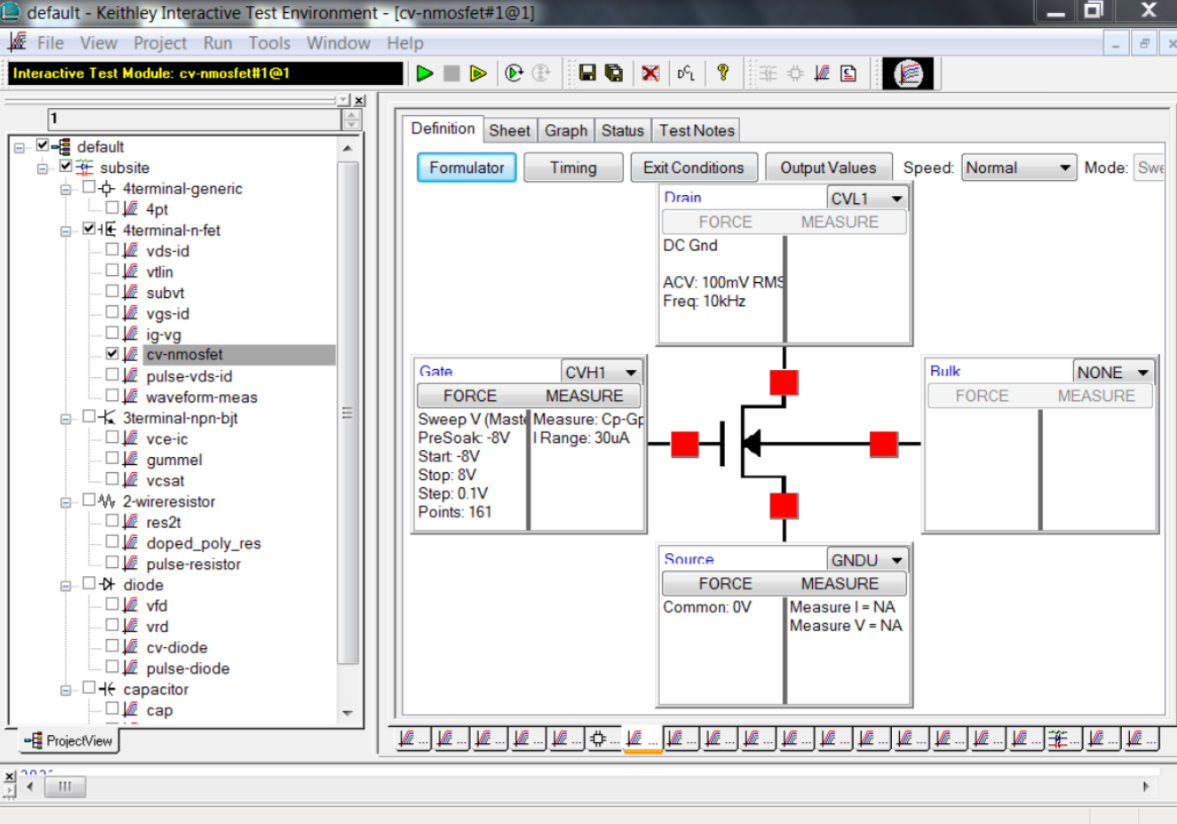 default - Keithley Interactive Test Environment - [cv-nmosfet#1@1]
File View Project Run Tools Window Help
Interactive Test Module: cv-nmosfet#1@1
1
default
subsite
4terminal-generic
4pt
4terminal-n-fet
vds-id
vtlin
subvt
vgs-id
ig-vg
cv-nmosfet
pulse-vds-id
waveform-meas
3terminal-npn-bjt
vce-ic
gummel
vcsat
2-wireresistor
res2t
doped_poly_res
pulse-resistor
diode
vfd
vrd
cv-diode
pulse-diode
capacitor
cap
ProjectView
Definition Sheet Graph Status Test Notes
Formulator Timing Exit Conditions Output Values Speed: Normal Mode: Swe
Drain CVL1
FORCE MEASURE
DC Gnd
ACV: 100mV RMS
Freq: 10kHz
Gate CVH1
FORCE MEASURE
Sweep V (Maste Measure: Cp-Gp
PreSoak: -8V I Range: 30uA
Start: -8V
Stop: 8V
Step: 0.1V
Points: 161
Bulk NONE
FORCE MEASURE
Source GNDU
FORCE MEASURE
Common: 0V Measure I = NA
Measure V = NA